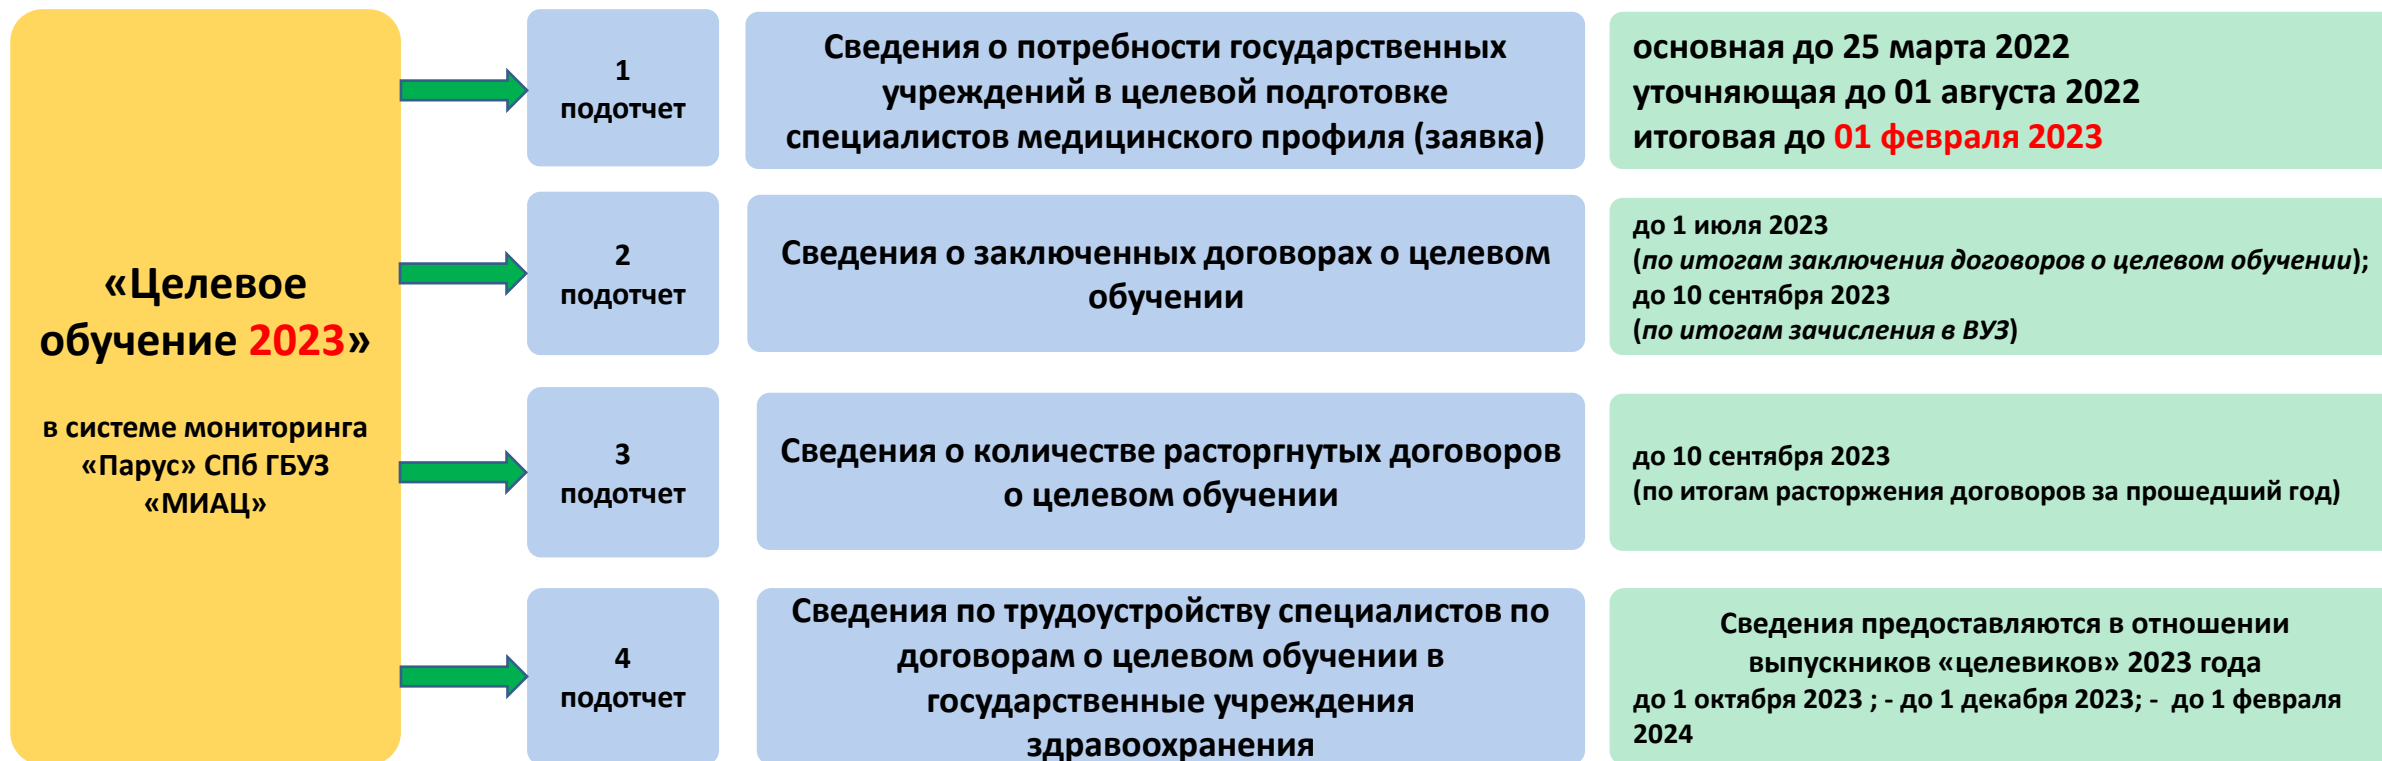 «Целевое
обучение 2023»
в системе мониторинга
«Парус» СПб ГБУЗ
«МИАЦ»
1
подотчет
Сведения о потребности государственных
учреждений в целевой подготовке
специалистов медицинского профиля (заявка)
основная до 25 марта 2022
уточняющая до 01 августа 2022
итоговая до 01 февраля 2023
2
подотчет
Сведения о заключенных договорах о целевом
обучении
до 1 июля 2023
(по итогам заключения договоров о целевом обучении);
до 10 сентября 2023
(по итогам зачисления в ВУЗ)
3
подотчет
Сведения о количестве расторгнутых договоров
о целевом обучении
до 10 сентября 2023
(по итогам расторжения договоров за прошедший год)
4
подотчет
Сведения по трудоустройству специалистов по
договорам о целевом обучении в
государственные учреждения
здравоохранения
Сведения предоставляются в отношении
выпускников «целевиков» 2023 года
до 1 октября 2023 ; - до 1 декабря 2023; - до 1 февраля
2024